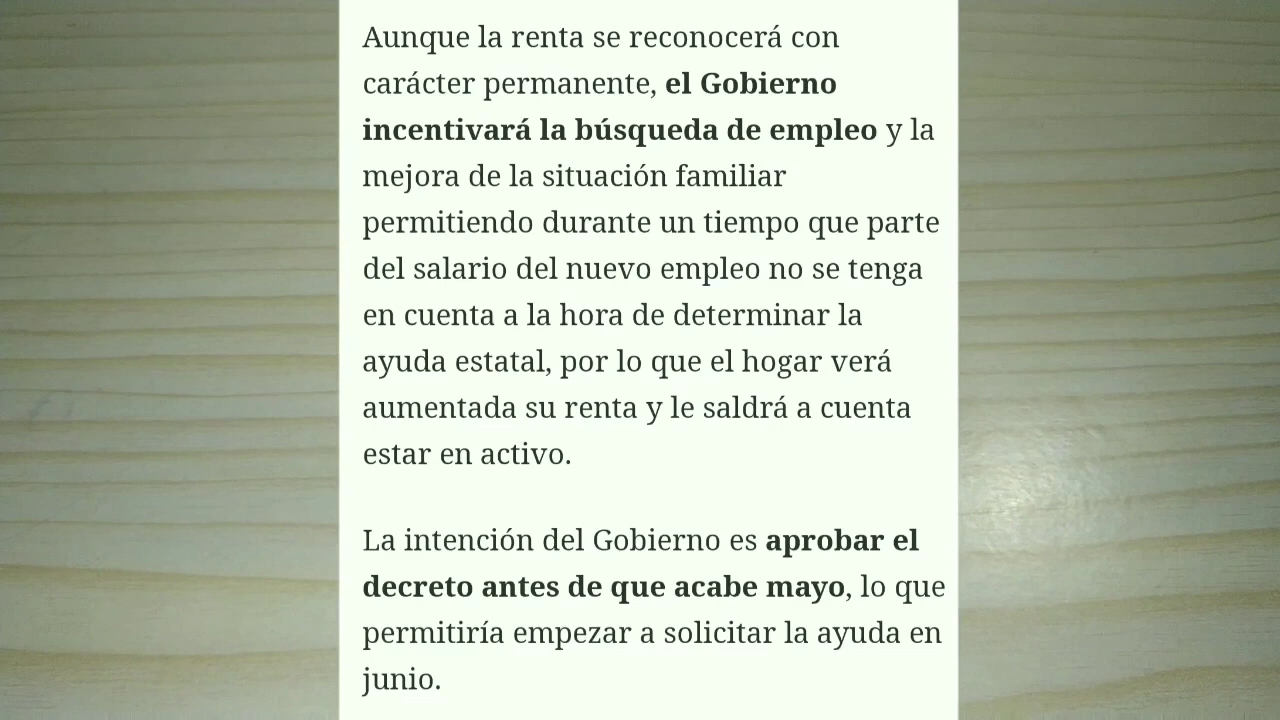 Aunque la renta se reconocerá con
carácter permanente, el Gobierno
incentivará la búsqueda de empleo y la
mejora de la situación familiar
permitiendo durante un tiempo que parte
del salario del nuevo empleo no se tenga
en cuenta a la hora de determinar la
ayuda estatal, por lo que el hogar verá
aumentada su renta y le saldrá a cuenta
estar en activo.
La intención del Gobierno es aprobar el
decreto antes de que acabe mayo, lo que
permitiría empezar a solicitar la ayuda en
junio.